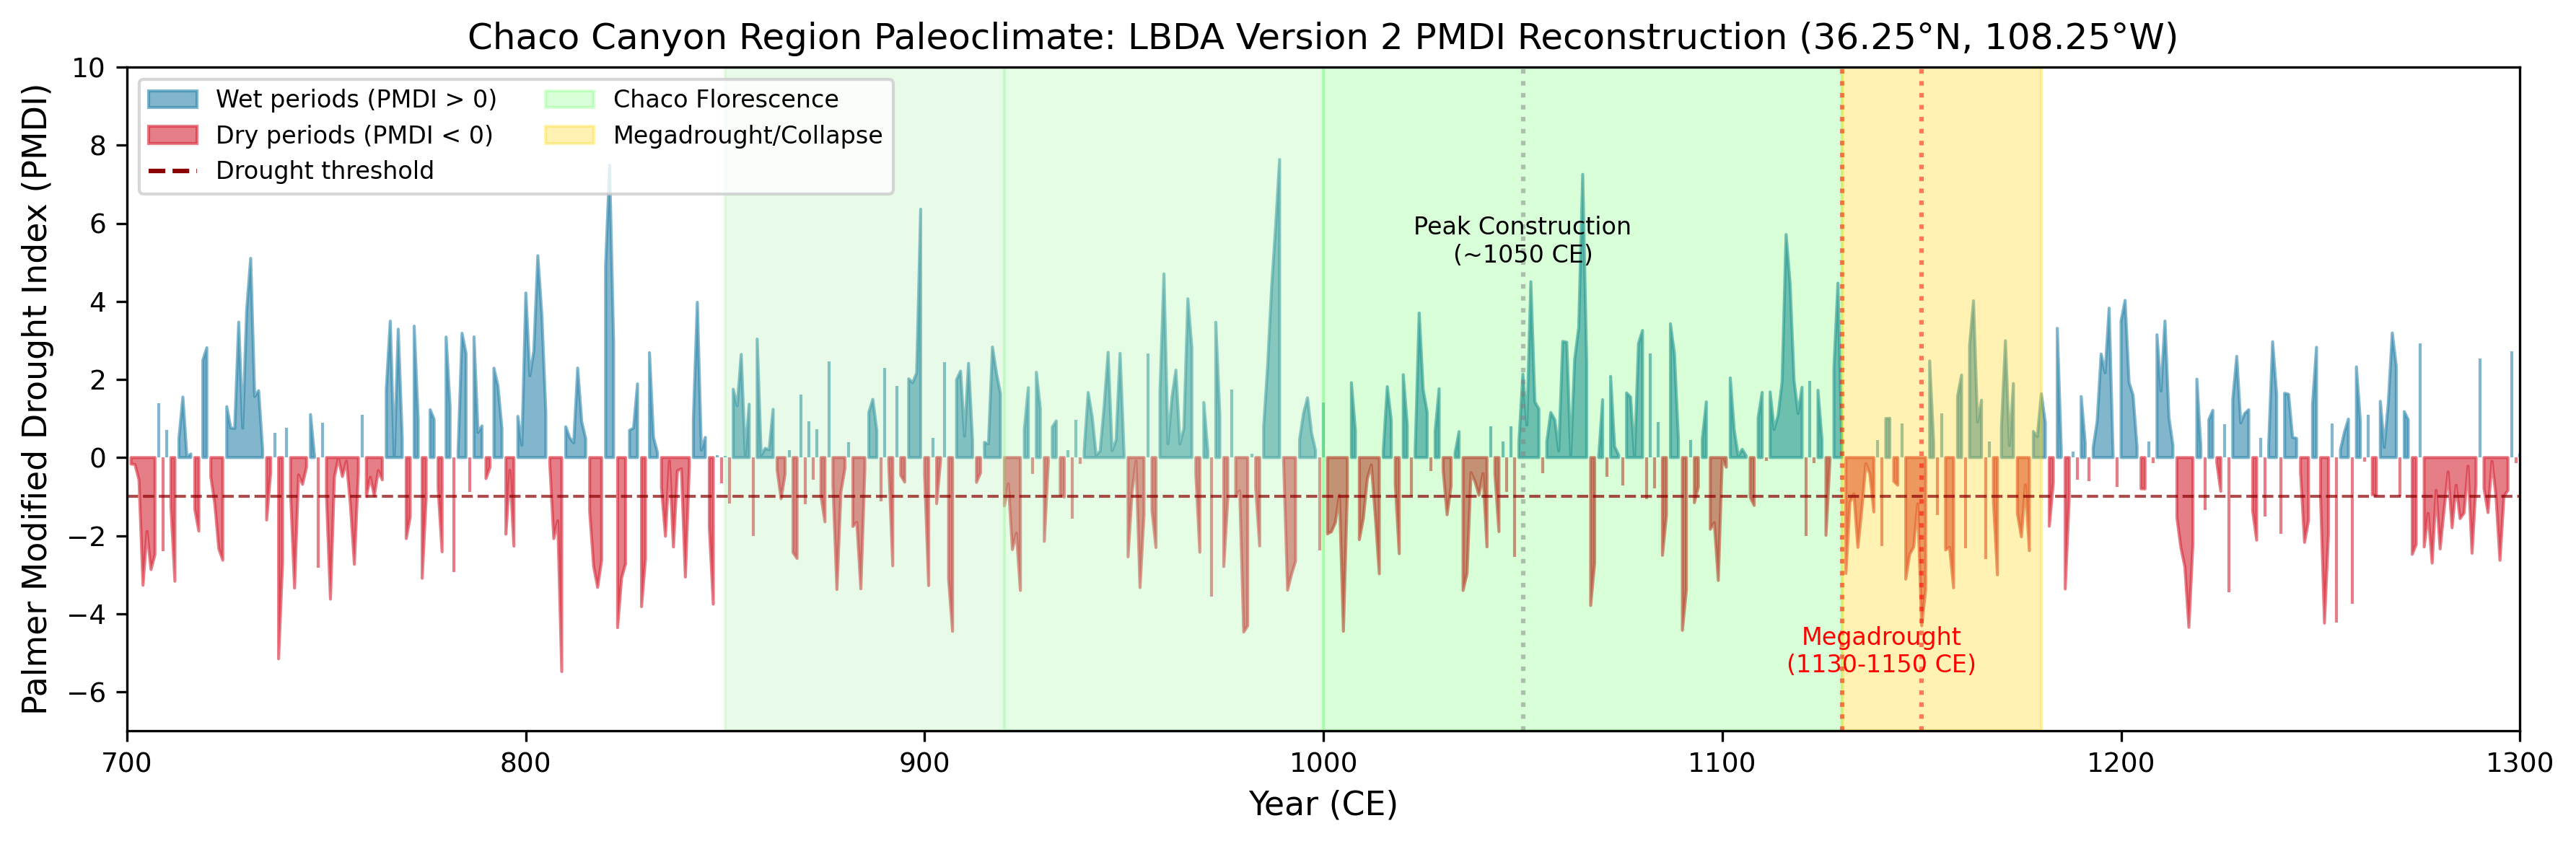 Chaco Canyon Region Paleoclimate: LBDA Version 2 PMDI Reconstruction (36.25°N, 108.25°W)
Palmer Modified Drought Index (PMDI)
10
8
6
4
2
0
−2
−4
−6
Wet periods (PMDI > 0)
Dry periods (PMDI < 0)
Drought threshold
Chaco Florescence
Megadrought/Collapse
Peak Construction
(~1050 CE)
Megadrought
(1130-1150 CE)
700
800
900
1000
1100
1200
1300
Year (CE)